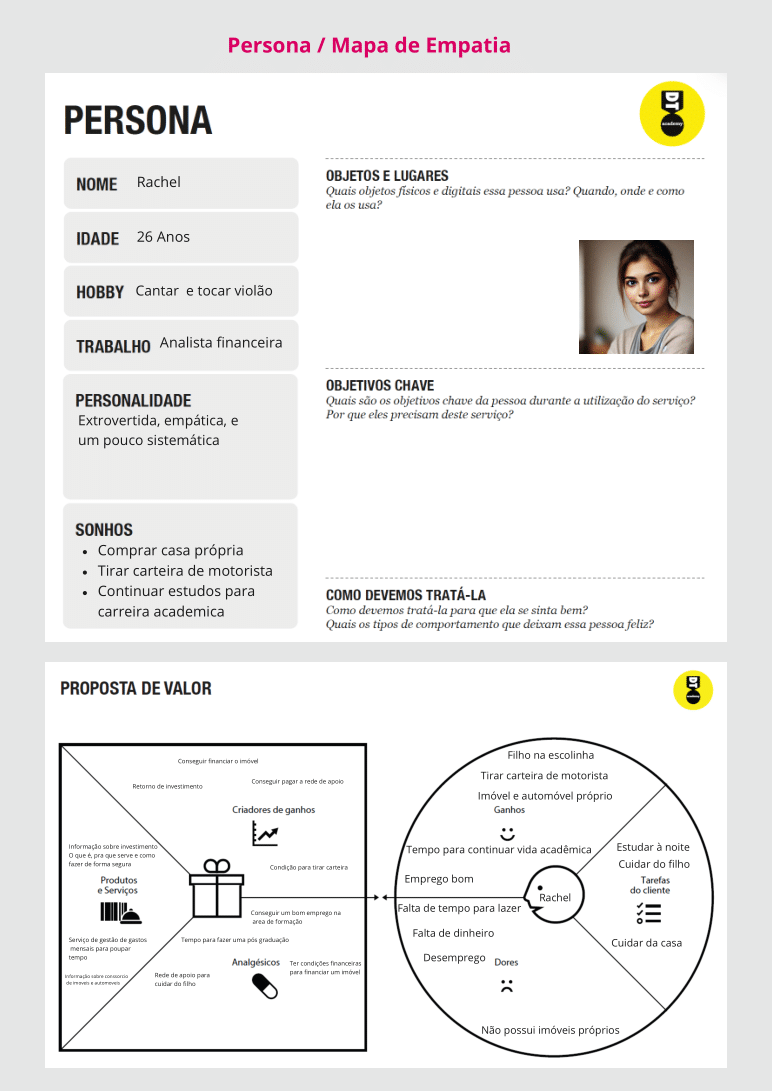 Persona / Mapa de Empatia
PERSONA
DT
academy
NOME Rachel
IDADE 26 Anos
HOBBY Cantar e tocar violão
TRABALHO Analista financeira
PERSONALIDADE
Extrovertida, empática, e
um pouco sistemática
SONHOS
• Comprar casa própria
• Tirar carteira de motorista
• Continuar estudos para
carreira academica
OBJETOS E LUGARES
Quais objetos físicos e digitais essa pessoa usa? Quando, onde e como
ela os usa?
OBJETIVOS CHAVE
Quais são os objetivos chave da pessoa durante a utilização do serviço?
Por que eles precisam deste serviço?
COMO DEVEMOS TRATÁ-LA
Como devemos tratá-la para que ela se sinta bem?
Quais os tipos de comportamento que deixam essa pessoa feliz?
PROPOSTA DE VALOR
DT
academy
Conseguir financiar o imóvel
Conseguir pagar a rede de apoio
Retorno de investimento
Criadores de ganhos
Informação sobre investimento
O que é, pra que serve e como
fazer de forma segura
Condição para tirar carteira
Produtos
e Serviços
Conseguir um bom emprego na
area de formação
Serviço de gestão de gastos
mensais para poupar
tempo
Tempo para fazer uma pós graduação
Informação sobre conssorcio
de imoveis e automoveis
Rede de apoio para
cuidar do filho
Analgésicos
Ter condições financeiras
para financiar um imóvel
Filho na escolinha
Tirar carteira de motorista
Imóvel e automóvel próprio
Ganhos
Tempo para continuar vida acadêmica
Emprego bom
Rachel
Falta de tempo para lazer
Falta de dinheiro
Desemprego
Dores
Não possui imóveis próprios
Estudar à noite
Cuidar do filho
Tarefas
do cliente
Cuidar da casa